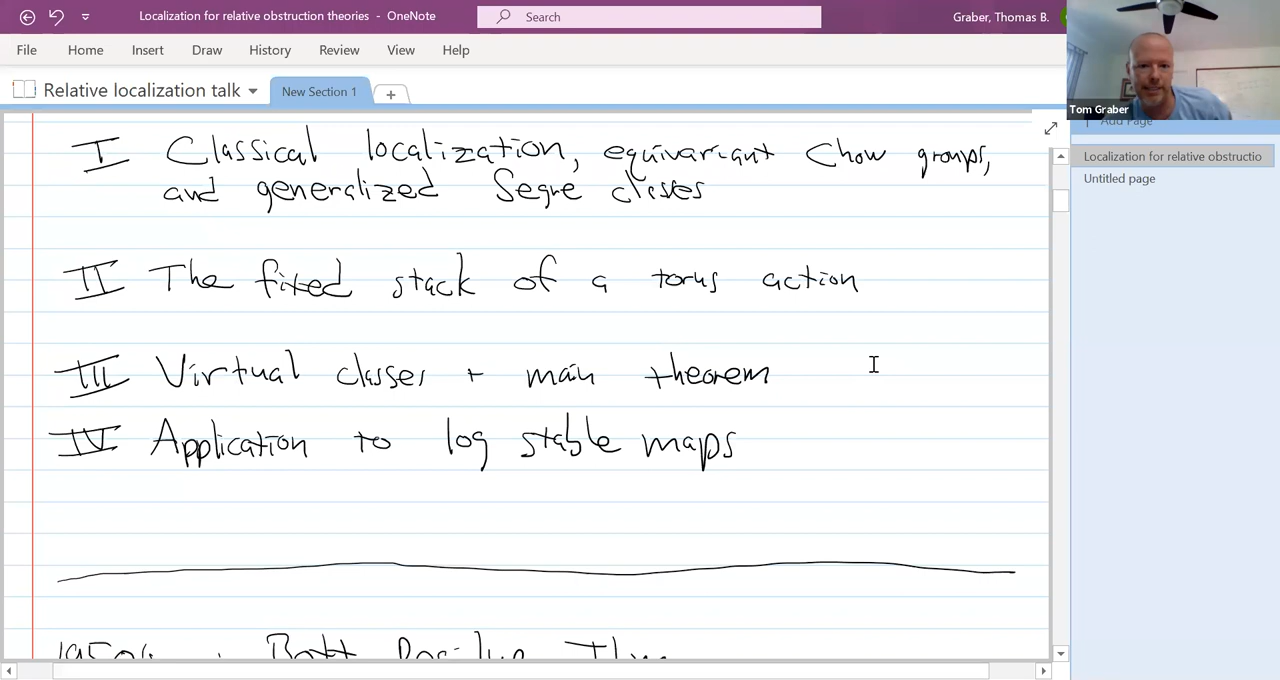 Localization for relative obstruction theories - OneNote
Search
Graber, Thomas B.
File Home Insert Draw History Review View Help
Relative localization talk
New Section 1
+
Tom Graber
Add Page
Localization for relative obstructio
Untitled page
I Classical localization, equivariant Chow groups,
and generalized Segre classes
II The fixed stack of a torus action
III Virtual classes + main theorem
IV Application to log stable maps